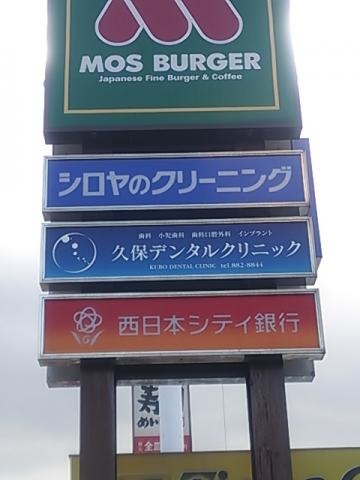 MOS BURGER
Japanese Fine Burger & Coffee
シロヤのクリーニング
歯科 小児歯科 歯科口腔外科 インプラント
久保デンタルクリニック
KUBO DENTAL CLINIC tel.882-8844
西日本シティ銀行
寿
めい